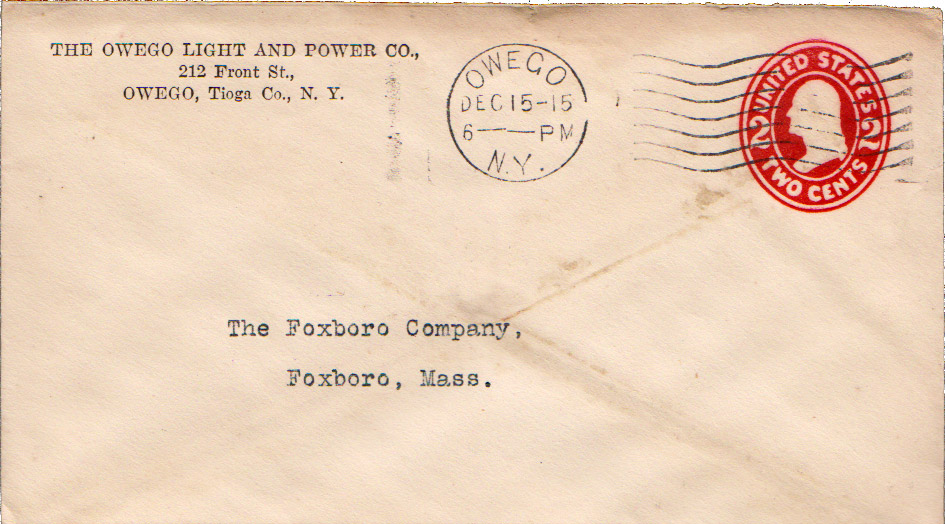 THE OWEGO LIGHT AND POWER CO.,
212 Front St.,
OWEGO, Tioga Co., N. Y.
OWEGO
DEC 15-15
6 — PM
N.Y.
UNITED STATES
2 2
TWO CENTS
The Foxboro Company,
Foxboro, Mass.